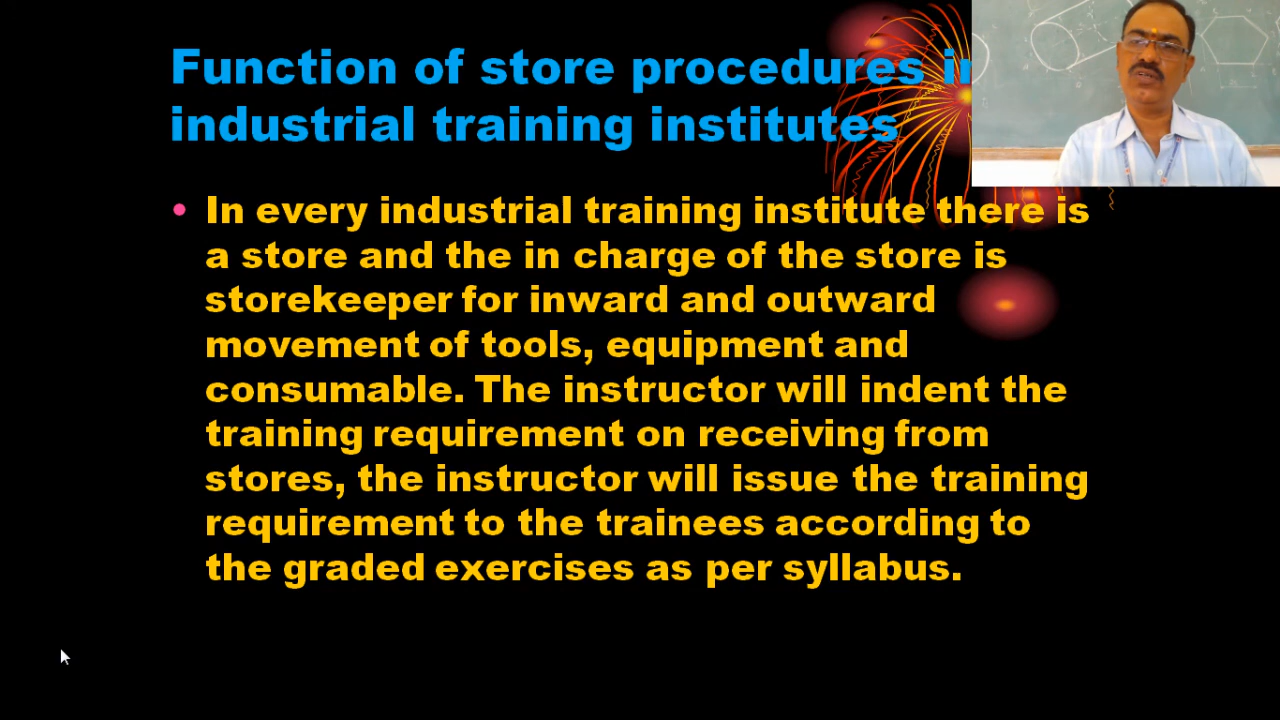 Function of store procedures in
industrial training institutes
• In every industrial training institute there is
a store and the in charge of the store is
storekeeper for inward and outward
movement of tools, equipment and
consumable. The instructor will indent the
training requirement on receiving from
stores, the instructor will issue the training
requirement to the trainees according to
the graded exercises as per syllabus.